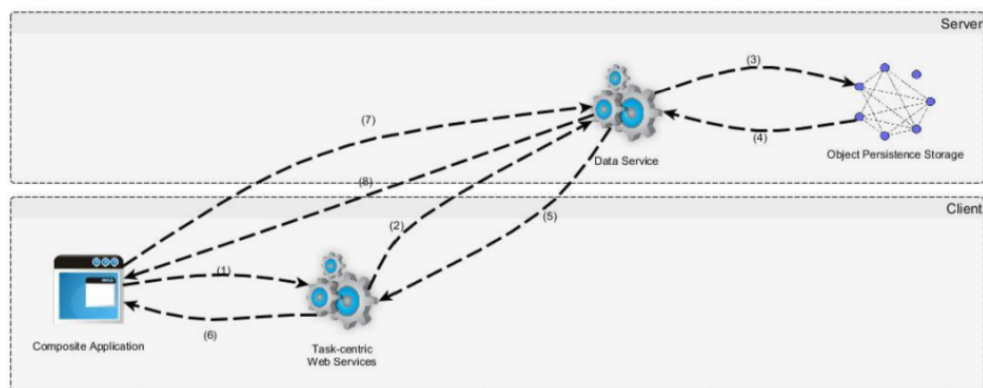 Server
(3)
(7)
Data Service
(4)
Object Persistence Storage
(8)
Client
(2)
(5)
(1)
(6)
Composite Application
Task-centric
Web Services